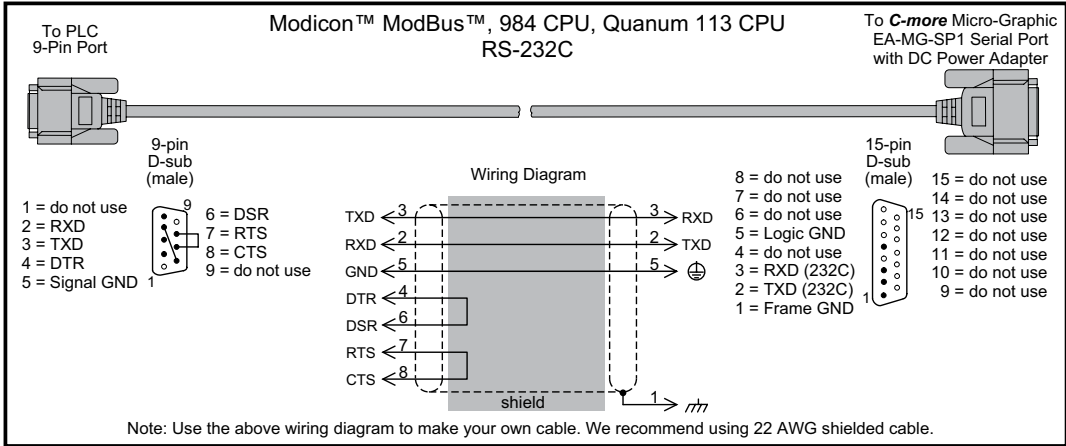 To PLC
9-Pin Port
Modicon™ ModBus™, 984 CPU, Quanum 113 CPU
RS-232C
To C-more Micro-Graphic
EA-MG-SP1 Serial Port
with DC Power Adapter
9-pin
D-sub
(male)
1 = do not use
2 = RXD
3 = TXD
4 = DTR
5 = Signal GND
9
1
6 = DSR
7 = RTS
8 = CTS
9 = do not use
Wiring Diagram
TXD 3 3 RXD
RXD 2 2 TXD
GND 5 5
DTR 4
DSR 6
RTS 7
CTS 8
shield
1
8 = do not use
7 = do not use
6 = do not use
5 = Logic GND
4 = do not use
3 = RXD (232C)
2 = TXD (232C)
1 = Frame GND
15-pin
D-sub
(male)
15
1
15 = do not use
14 = do not use
13 = do not use
12 = do not use
11 = do not use
10 = do not use
9 = do not use
Note: Use the above wiring diagram to make your own cable. We recommend using 22 AWG shielded cable.